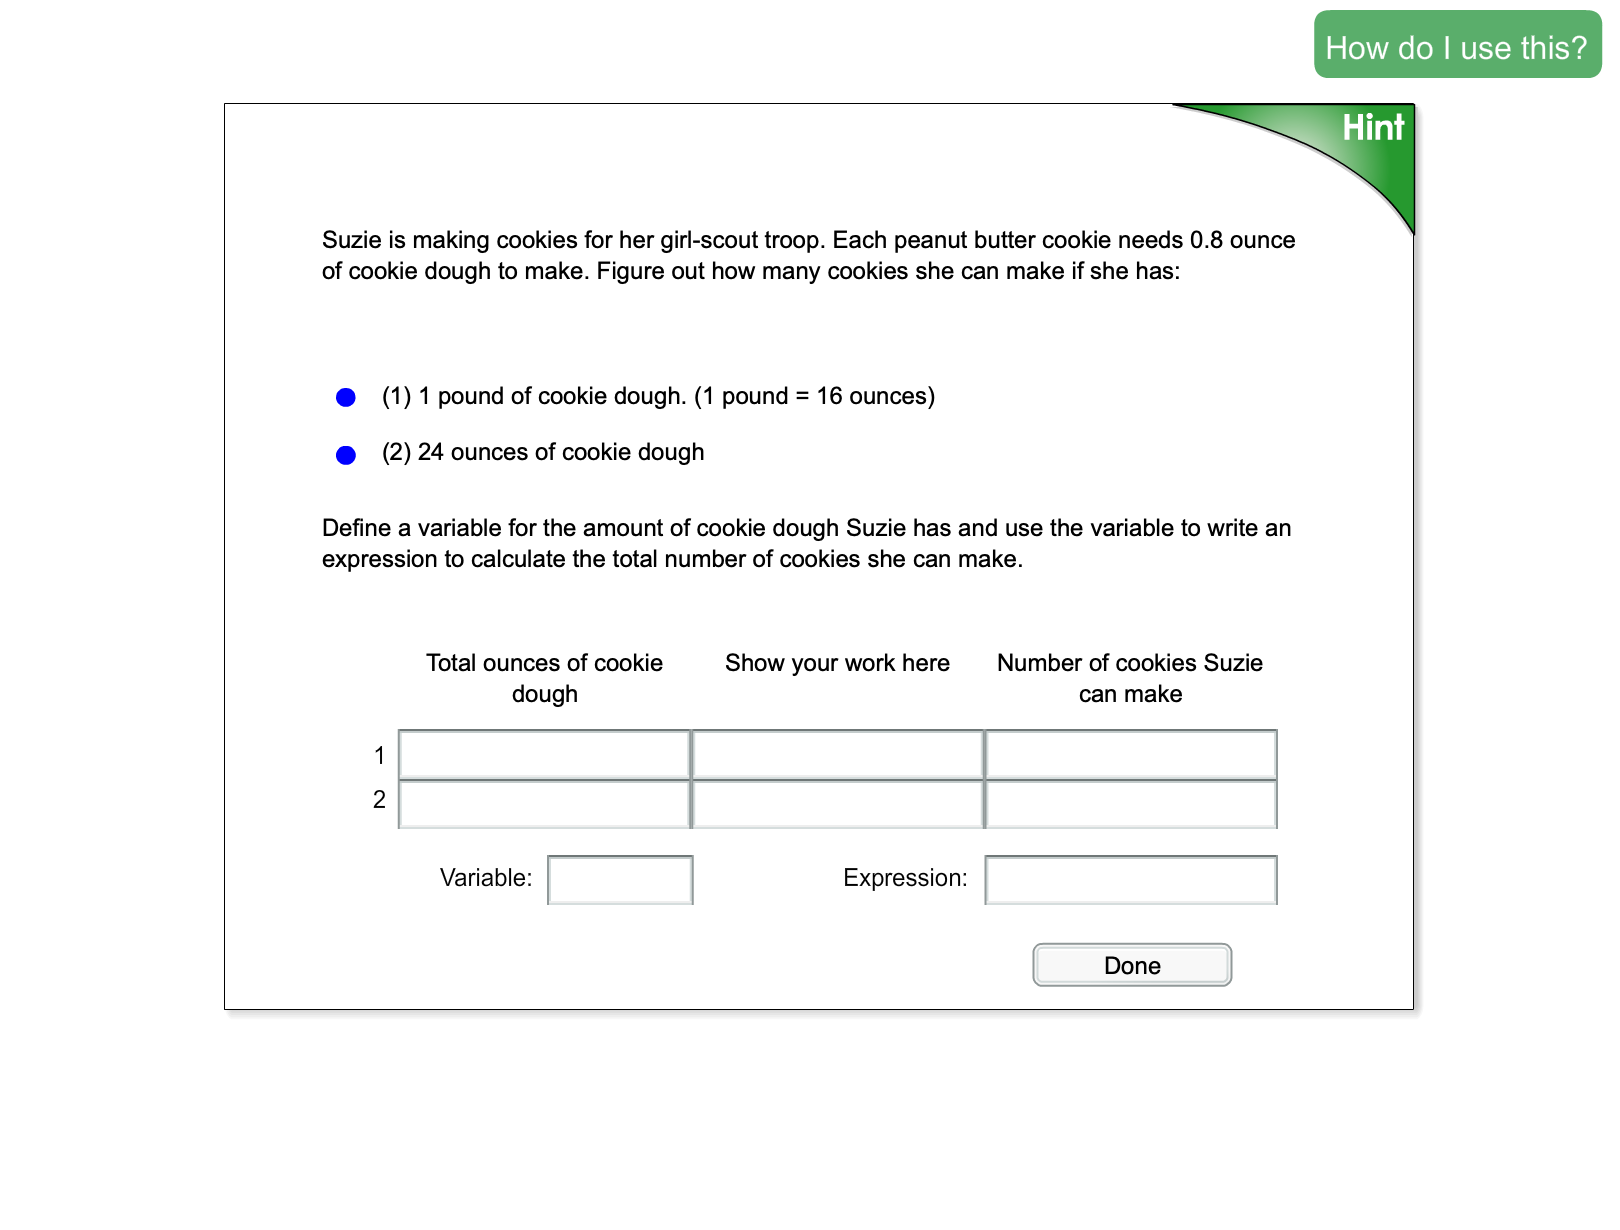 How do I use this?
Hint
Suzie is making cookies for her girl-scout troop. Each peanut butter cookie needs 0.8 ounce
of cookie dough to make. Figure out how many cookies she can make if she has:
(1) 1 pound of cookie dough. (1 pound = 16 ounces)
(2) 24 ounces of cookie dough
Define a variable for the amount of cookie dough Suzie has and use the variable to write an
expression to calculate the total number of cookies she can make.
Total ounces of cookie
dough
Show your work here
Number of cookies Suzie
can make
1
2
Variable:
Expression:
Done